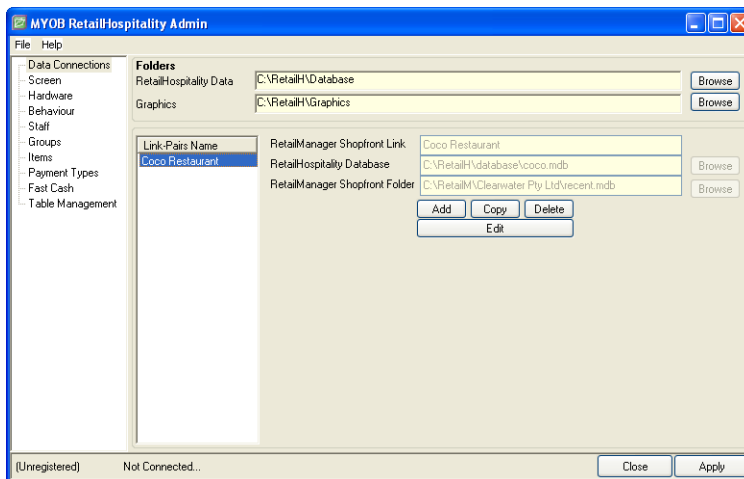 MYOB RetailHospitality Admin
File Help
Data Connections
Screen
Hardware
Behaviour
Staff
Groups
Items
Payment Types
Fast Cash
Table Management
Folders
RetailHospitality Data C:\RetailH\Database Browse
Graphics C:\RetailH\Graphics Browse
Link-Pairs Name
Coco Restaurant
RetailManager Shopfront Link Coco Restaurant
RetailHospitality Database C:\RetailH\database\coco.mdb Browse
RetailManager Shopfront Folder C:\RetailM\Clearwater Pty Ltd\recent.mdb Browse
Add Copy Delete
Edit
(Unregistered) Not Connected... Close Apply